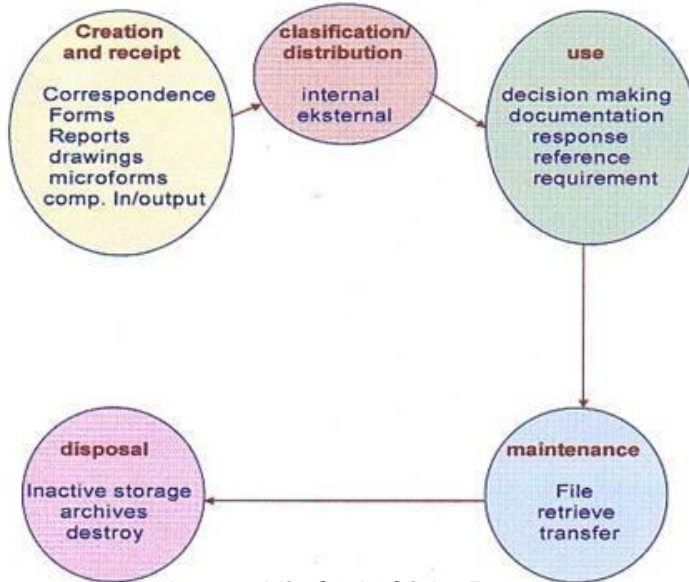 Creation
and receipt
Correspondence
Forms
Reports
drawings
microforms
comp. In/output
clasification/
distribution
internal
eksternal
use
decision making
documentation
response
reference
requirement
maintenance
File
retrieve
transfer
disposal
Inactive storage
archives
destroy